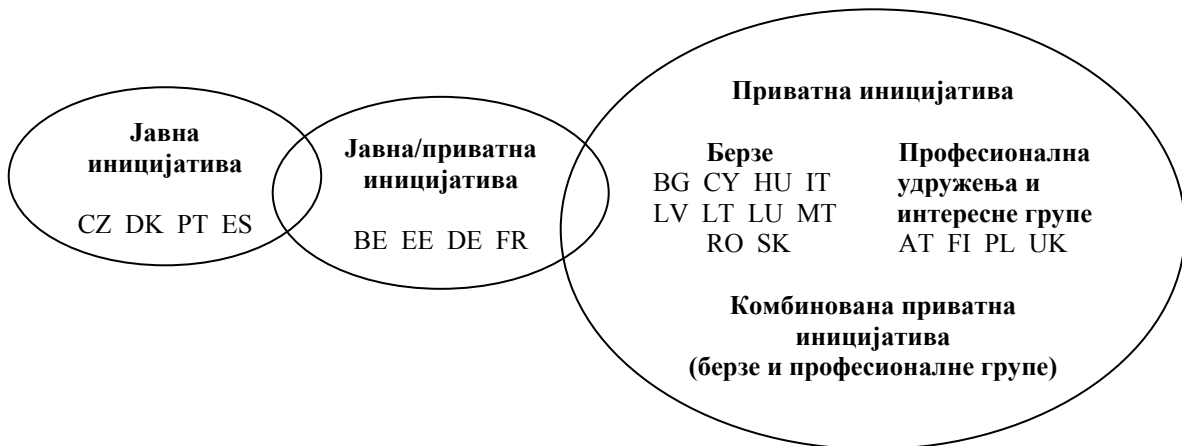 Јавна
иницијатива
CZ DK PT ES
Јавна/приватна
иницијатива
BE EE DE FR
Приватна иницијатива
Берзе
BG CY HU IT
LV LT LU MT
RO SK
Професионална
удружења и
интересне групе
AT FI PL UK
Комбинована приватна
иницијатива
(берзе и професионалне групе)